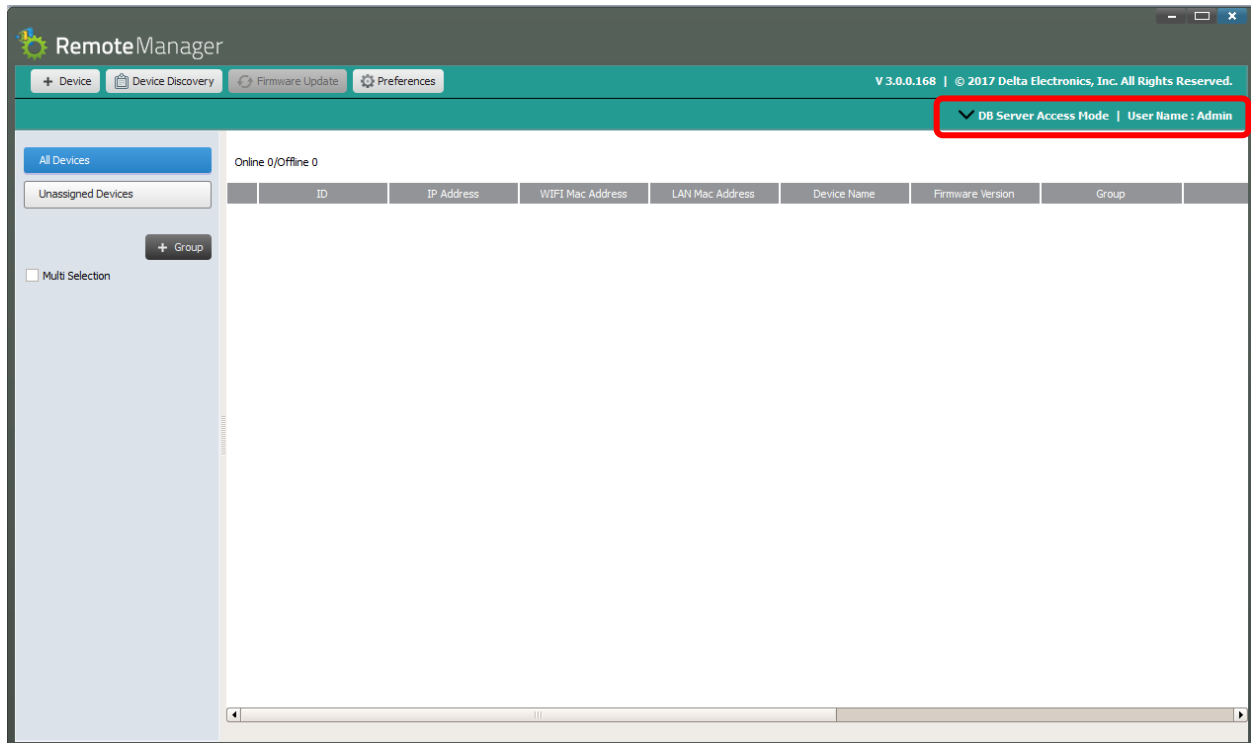 RemoteManager
+ Device Device Discovery Firmware Update Preferences V 3.0.0.168 | © 2017 Delta Electronics, Inc. All Rights Reserved.
DB Server Access Mode | User Name : Admin
All Devices
Online 0/Offline 0
Unassigned Devices
ID IP Address WIFI Mac Address LAN Mac Address Device Name Firmware Version Group
+ Group
Multi Selection